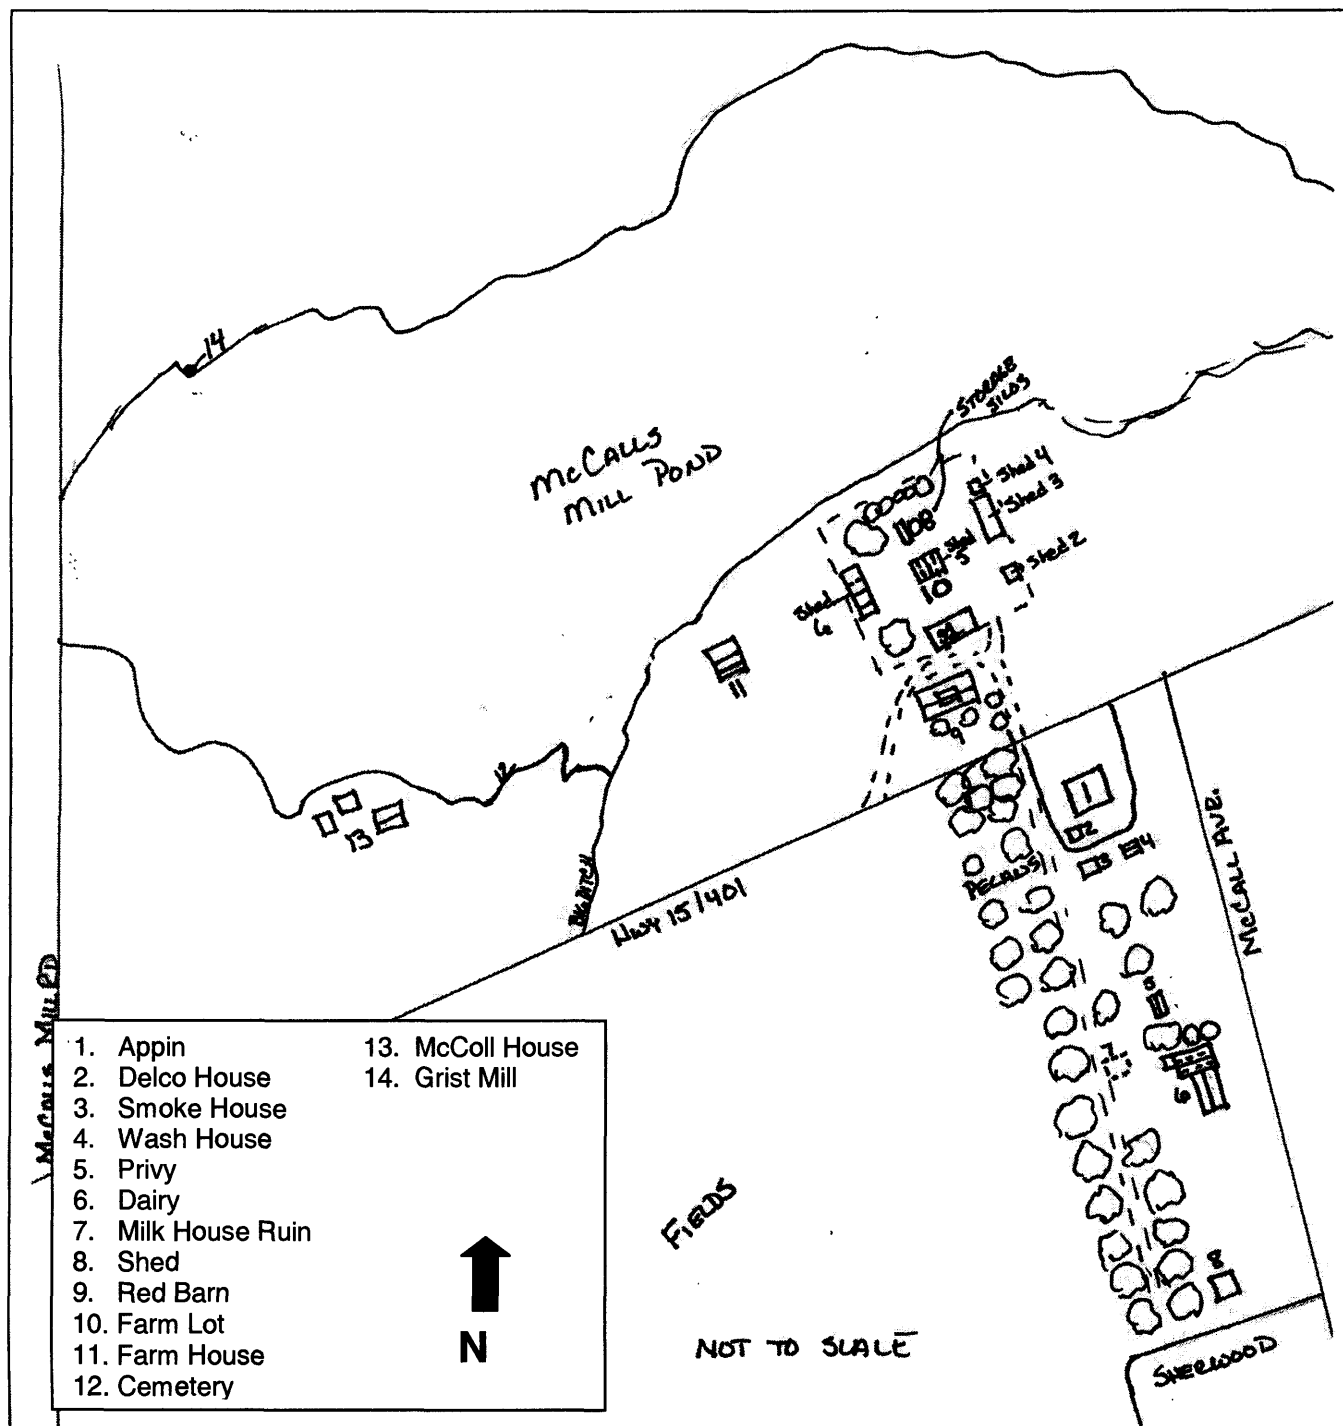 14
STORAGE
SILOS
McCALLS
MILL POND
Shed 4
Shed 3
108
Shed
5
Shed 2
10
Shed
6
11
9
12
13
1
2
3
4
PECANS
BIG DITCH
HWY 15/401
McCALL AVE.
McCalls MILL RD
5
7
6
8
FIELDS
NOT TO SCALE
SHERWOOD
1. Appin
2. Delco House
3. Smoke House
4. Wash House
5. Privy
6. Dairy
7. Milk House Ruin
8. Shed
9. Red Barn
10. Farm Lot
11. Farm House
12. Cemetery
13. McColl House
14. Grist Mill
N